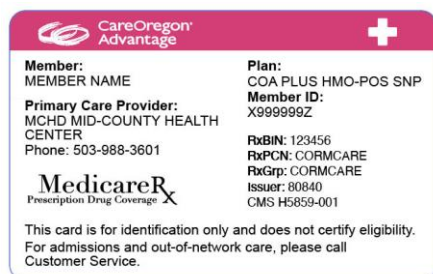 CareOregon®
Advantage
Member:
MEMBER NAME
Primary Care Provider:
MCHD MID-COUNTY HEALTH
CENTER
Phone: 503-988-3601
MedicareRx
Prescription Drug Coverage
Plan:
COA PLUS HMO-POS SNP
Member ID:
X999999Z
RxBIN: 123456
RxPCN: CORMCARE
RxGrp: CORMCARE
Issuer: 80840
CMS H5859-001
This card is for identification only and does not certify eligibility.
For admissions and out-of-network care, please call
Customer Service.